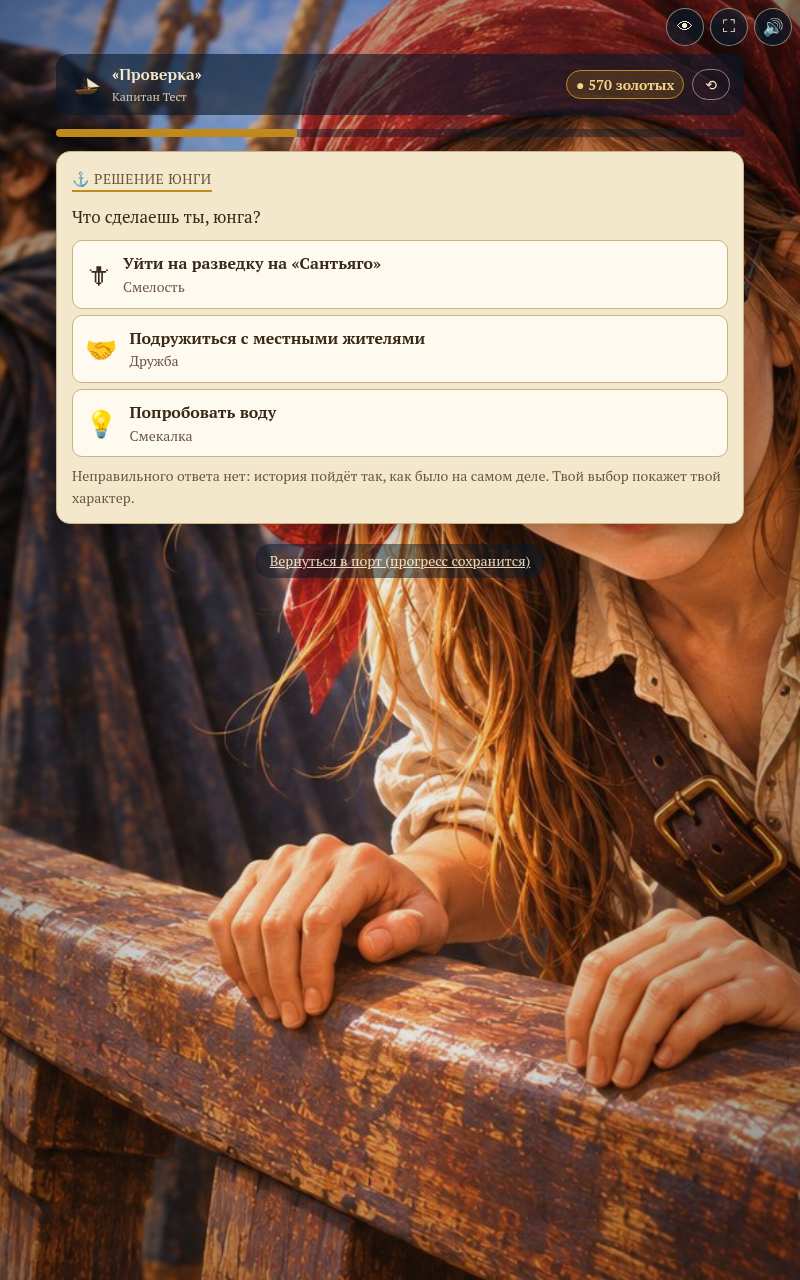 «Проверка»
Капитан Тест
570 золотых
РЕШЕНИЕ ЮНГИ
Что сделаешь ты, юнга?
Уйти на разведку на «Сантьяго»
Смелость
Подружиться с местными жителями
Дружба
Попробовать воду
Смекалка
Неправильного ответа нет: история пойдёт так, как было на самом деле. Твой выбор покажет твой
характер.
Вернуться в порт (прогресс сохранится)